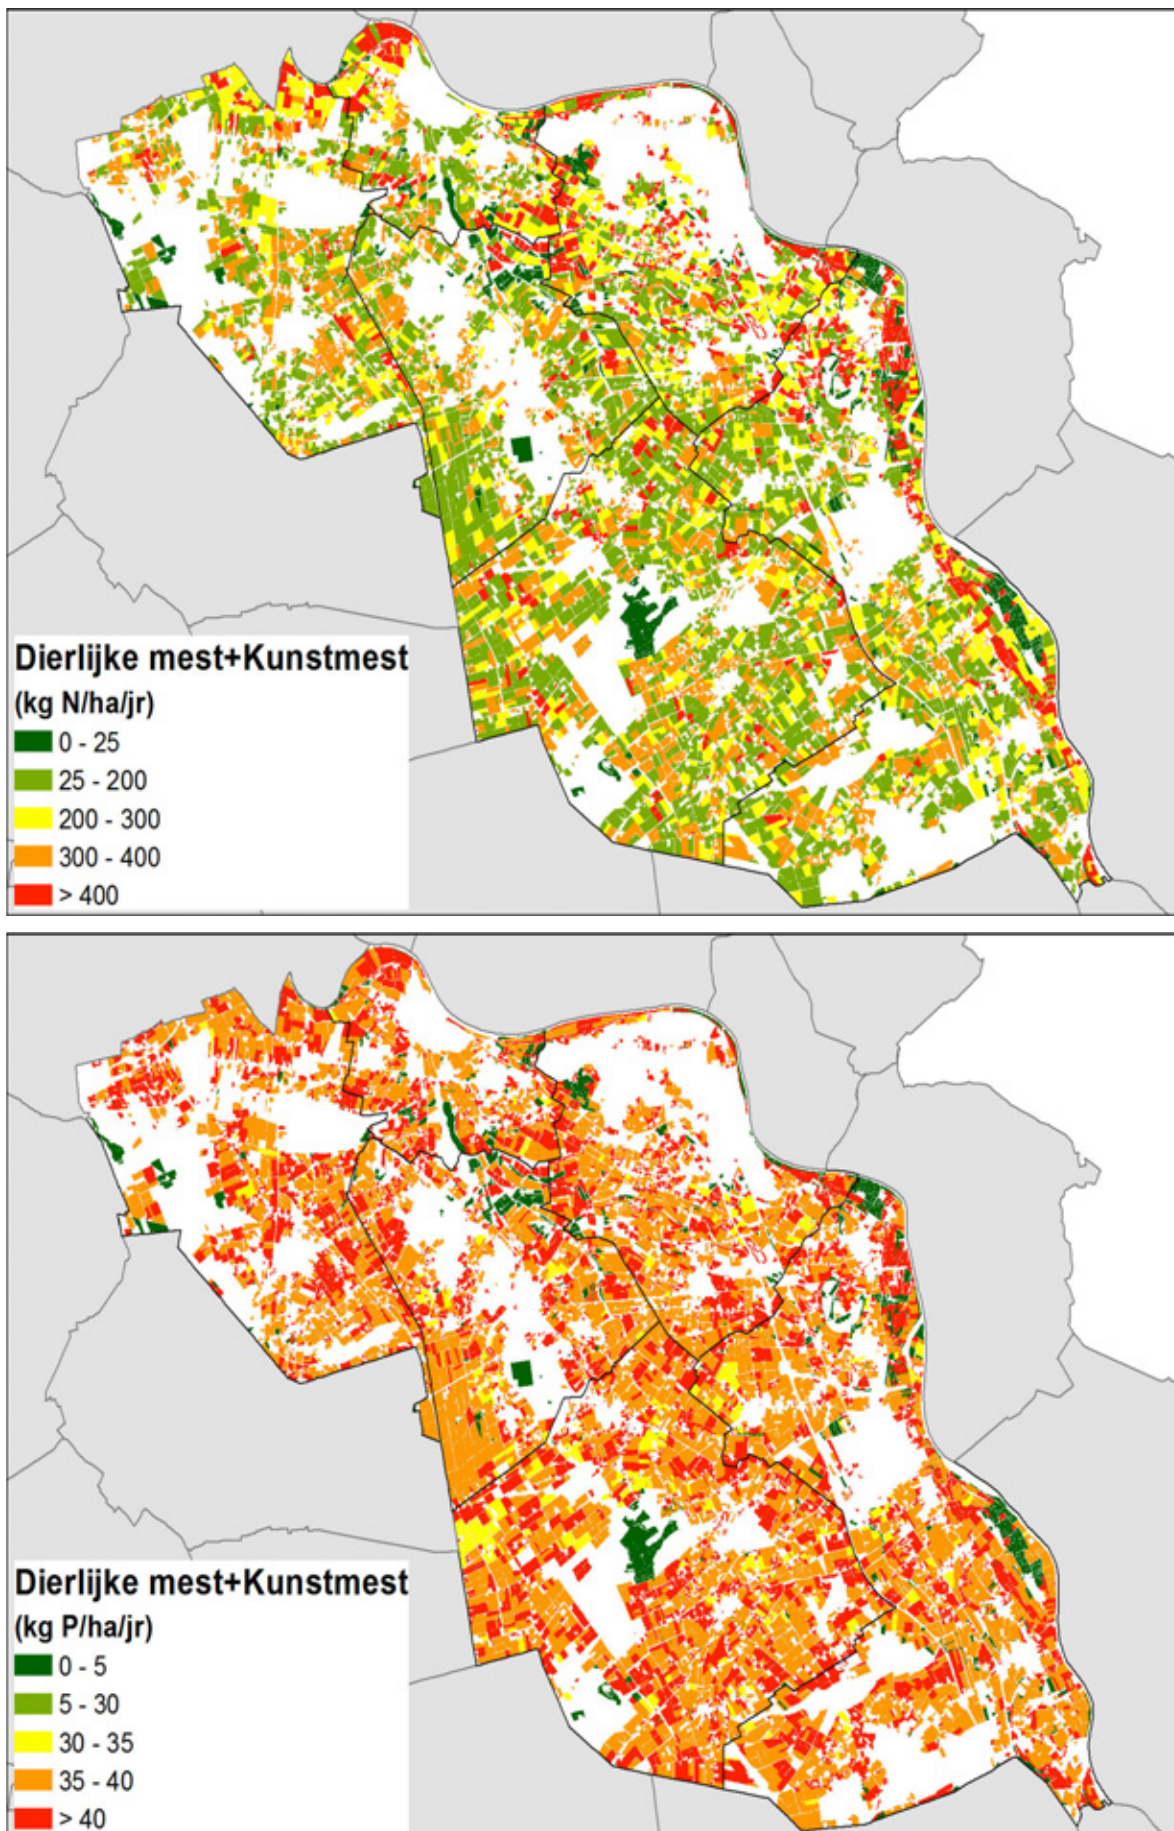 Dierlijke mest+Kunstmest
(kg N/ha/jr)
0 - 25
25 - 200
200 - 300
300 - 400
> 400
Dierlijke mest+Kunstmest
(kg P/ha/jr)
0 - 5
5 - 30
30 - 35
35 - 40
> 40